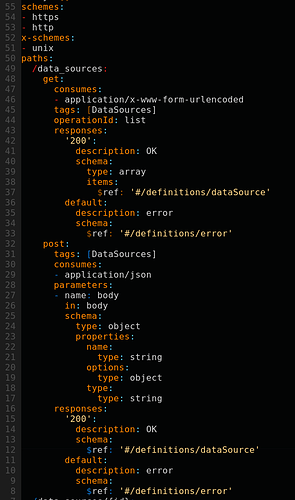 55 schemes:
54 - https
53 - http
52 x-schemes:
51 - unix
50 paths:
49   /data_sources:
48     get:
47       consumes:
46       - application/x-www-form-urlencoded
45       tags: [DataSources]
44       operationId: list
43       responses:
42         '200':
41           description: OK
40           schema:
39             type: array
38             items:
37               $ref: '#/definitions/dataSource'
36         default:
35           description: error
34           schema:
33             $ref: '#/definitions/error'
32     post:
31       tags: [DataSources]
30       consumes:
29       - application/json
28       parameters:
27       - name: body
26         in: body
25         schema:
24           type: object
23           properties:
22             name:
21               type: string
20             options:
19               type: object
18             type:
17               type: string
16       responses:
15         '200':
14           description: OK
13           schema:
12             $ref: '#/definitions/dataSource'
11         default:
10           description: error
9           schema:
8             $ref: '#/definitions/error'